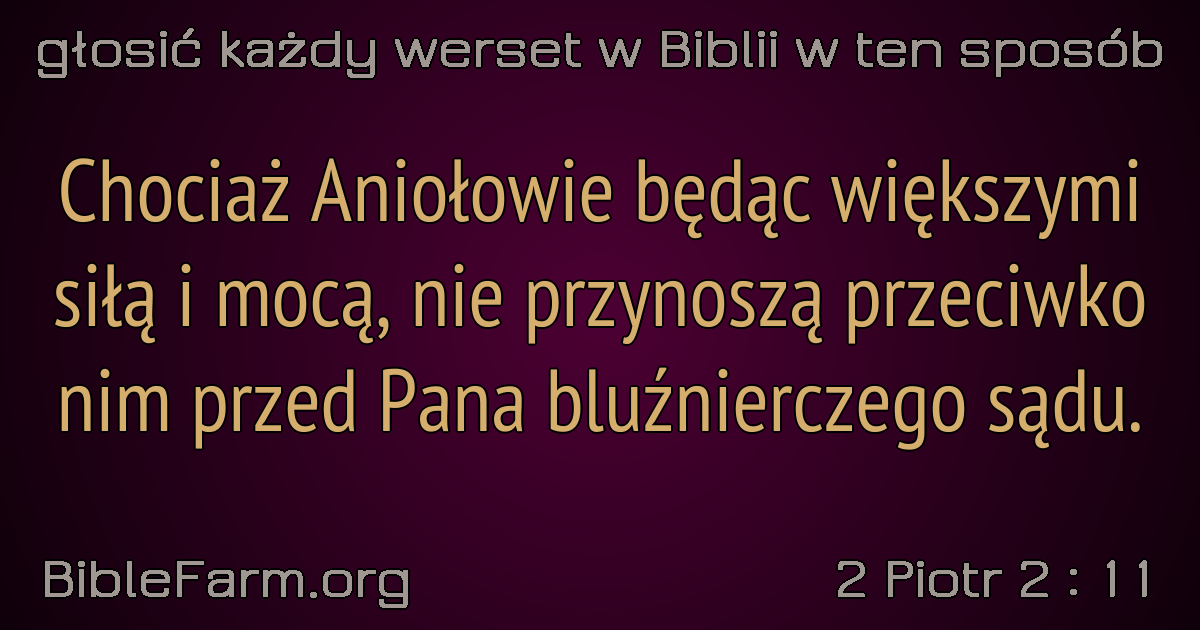 głosić każdy werset w Biblii w ten sposób
Chociaż Aniołowie będąc większymi
siłą i mocą, nie przynoszą przeciwko
nim przed Pana bluźnierczego sądu.
BibleFarm.org
2 Piotr 2 : 11